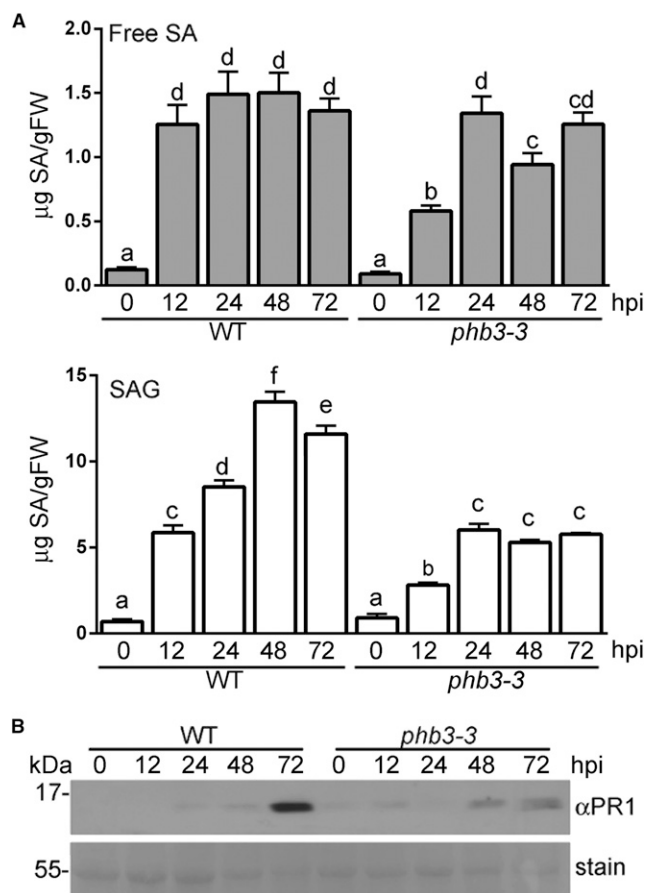 A
Free SA
µg SA/gFW
2.0
1.5
1.0
0.5
0.0
a d d d d a b d c cd
0 12 24 48 72 0 12 24 48 72 hpi
WT phb3-3
SAG
µg SA/gFW
15
10
5
0
a c d f e a b c c c
0 12 24 48 72 0 12 24 48 72 hpi
WT phb3-3
B
WT phb3-3
kDa 0 12 24 48 72 0 12 24 48 72 hpi
17-
αPR1
55-
stain